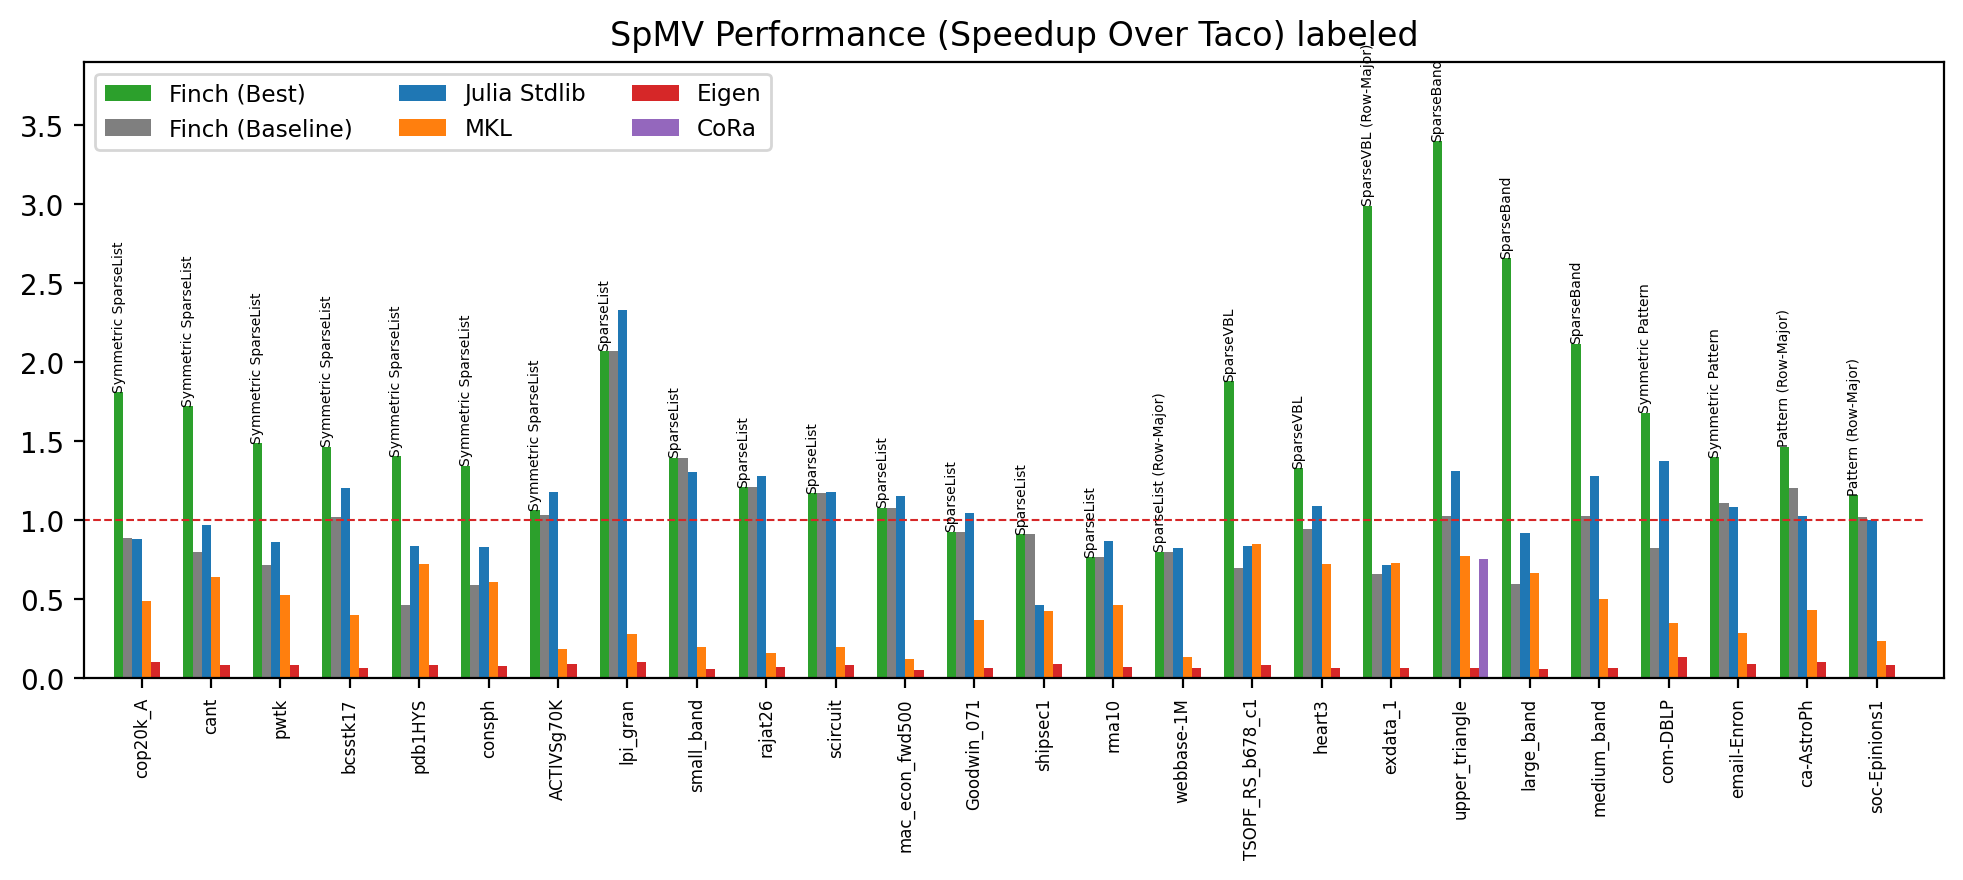 SpMV Performance (Speedup Over Taco) labeled
Finch (Best)
Finch (Baseline)
Julia Stdlib
MKL
Eigen
CoRa
3.5
3.0
2.5
2.0
1.5
1.0
0.5
0.0
Symmetric SparseList
Symmetric SparseList
Symmetric SparseList
Symmetric SparseList
Symmetric SparseList
Symmetric SparseList
Symmetric SparseList
SparseList
SparseList
SparseList
SparseList
SparseList
SparseList
SparseList
SparseList
SparseList (Row-Major)
SparseVBL
SparseVBL
SparseVBL (Row-Major)
SparseBand
SparseBand
SparseBand
Symmetric Pattern
Symmetric Pattern
Pattern (Row-Major)
Pattern (Row-Major)
cop20k_A
cant
pwtk
bcsstk17
pdb1HYS
consph
ACTIVSg70K
lpi_gran
small_band
rajat26
scircuit
mac_econ_fwd500
Goodwin_071
shipsec1
rma10
webbase-1M
TSOPF_RS_b678_c1
heart3
exdata_1
upper_triangle
large_band
medium_band
com-DBLP
email-Enron
ca-AstroPh
soc-Epinions1